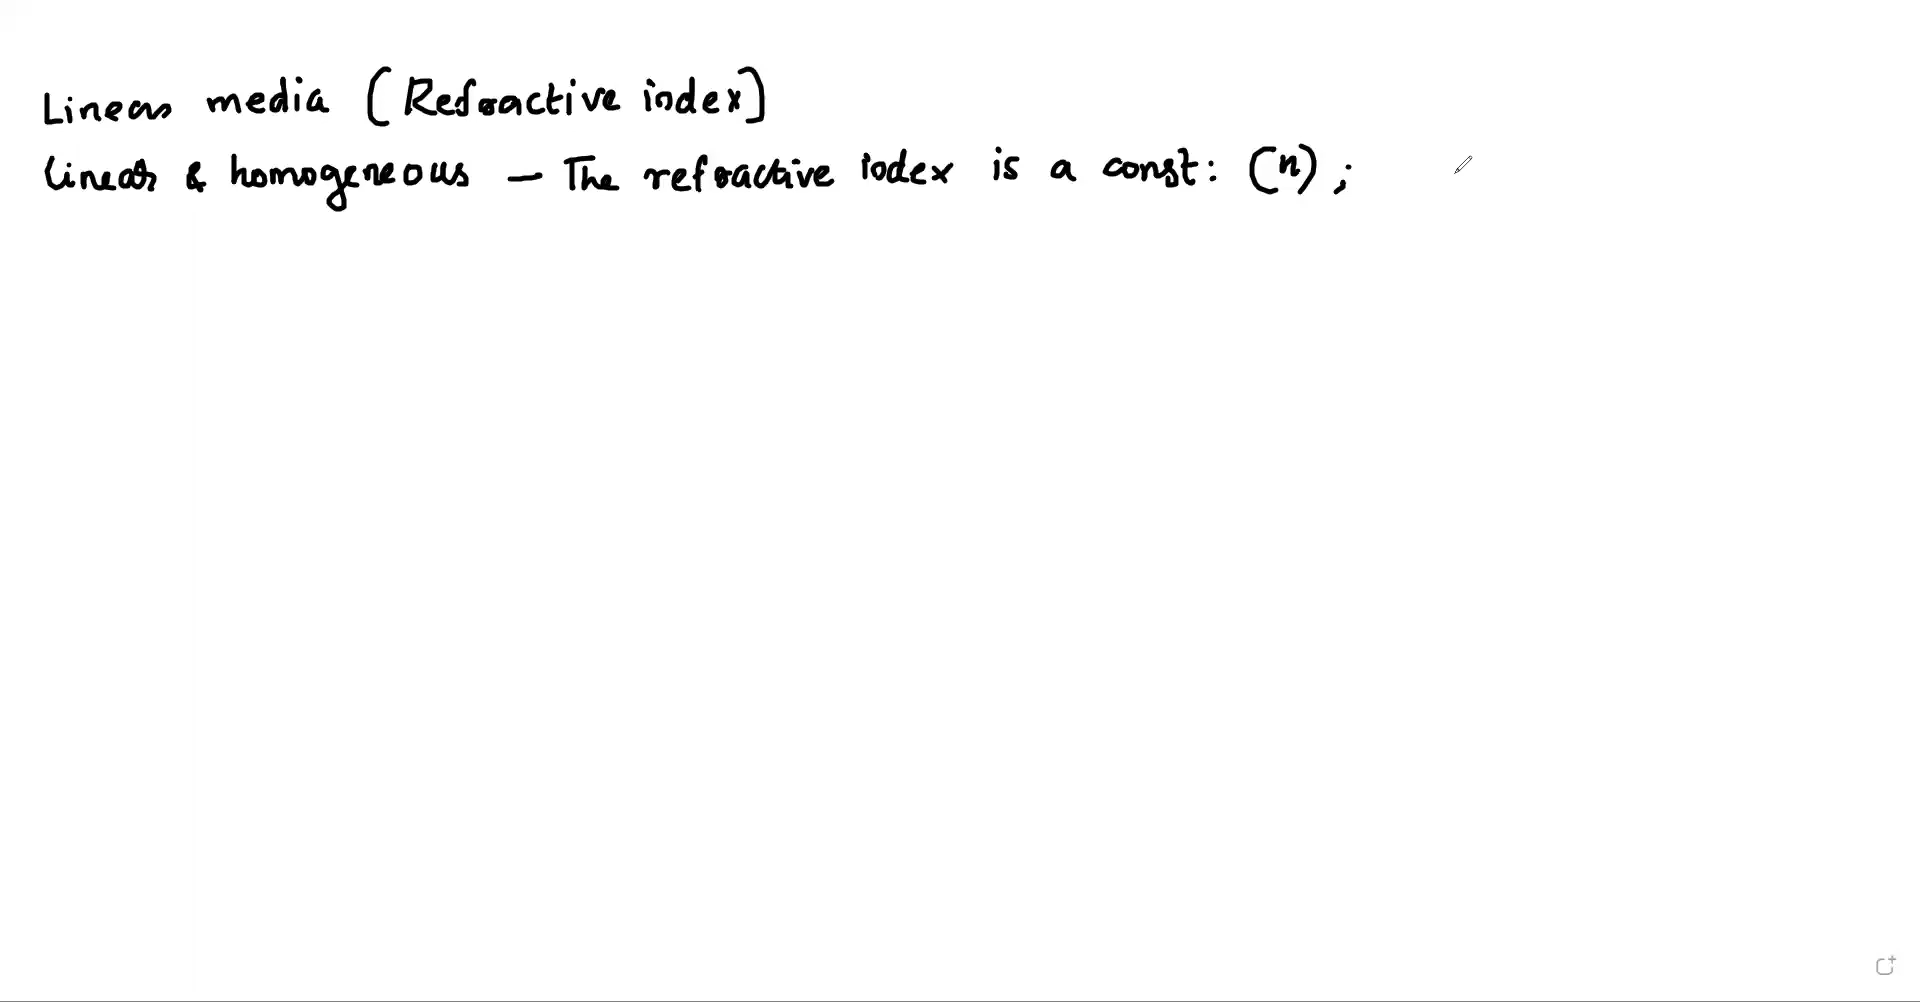 Linear media (Refractive index)
Linear & homogeneous – The refractive index is a const: (n) ;